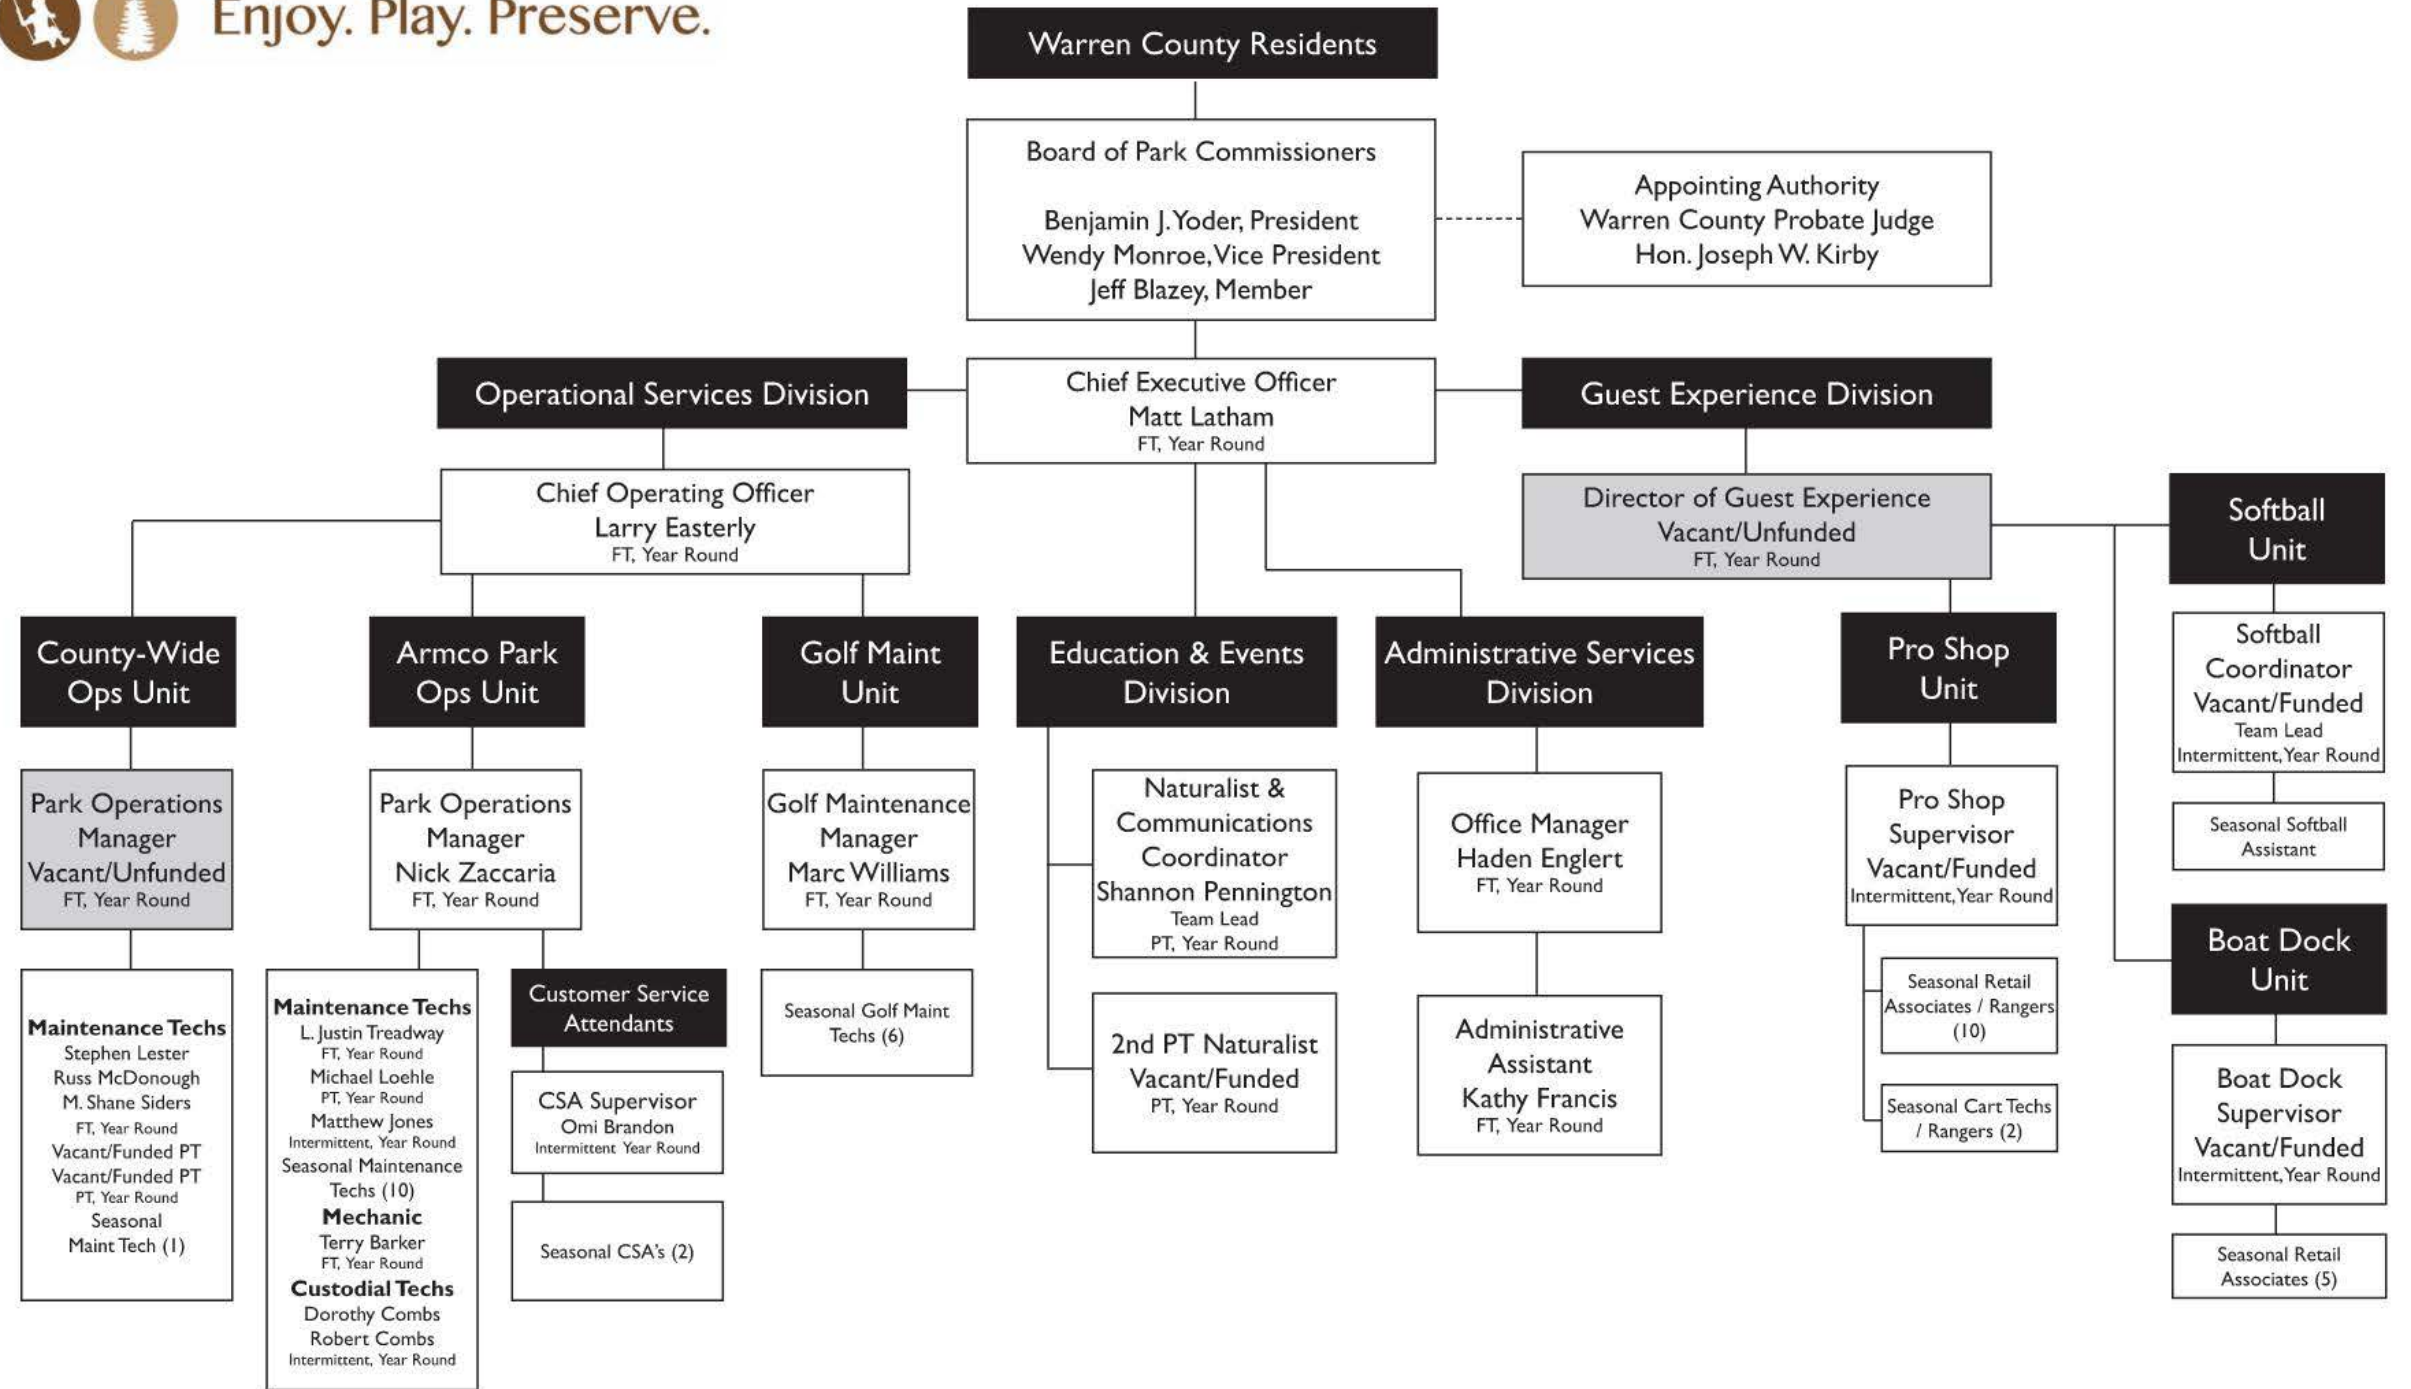 Enjoy. Play. Preserve.
Warren County Residents
Board of Park Commissioners
Benjamin J. Yoder, President
Wendy Monroe, Vice President
Jeff Blazey, Member
Appointing Authority
Warren County Probate Judge
Hon. Joseph W. Kirby
Operational Services Division
Chief Executive Officer
Matt Latham
FT, Year Round
Guest Experience Division
Chief Operating Officer
Larry Easterly
FT, Year Round
Director of Guest Experience
Vacant/Unfunded
FT, Year Round
Softball
Unit
County-Wide
Ops Unit
Armco Park
Ops Unit
Golf Maint
Unit
Education & Events
Division
Administrative Services
Division
Pro Shop
Unit
Softball
Coordinator
Vacant/Funded
Team Lead
Intermittent, Year Round
Park Operations
Manager
Vacant/Unfunded
FT, Year Round
Park Operations
Manager
Nick Zaccaria
FT, Year Round
Golf Maintenance
Manager
Marc Williams
FT, Year Round
Naturalist &
Communications
Coordinator
Shannon Pennington
Team Lead
PT, Year Round
Office Manager
Haden Englert
FT, Year Round
Pro Shop
Supervisor
Vacant/Funded
Intermittent, Year Round
Seasonal Softball
Assistant
Boat Dock
Unit
Maintenance Techs
Stephen Lester
Russ McDonough
M. Shane Siders
FT, Year Round
Vacant/Funded PT
Vacant/Funded PT
PT, Year Round
Seasonal
Maint Tech (1)
Maintenance Techs
L. Justin Treadway
FT, Year Round
Michael Loehle
PT, Year Round
Matthew Jones
Intermittent, Year Round
Seasonal Maintenance
Techs (10)
Mechanic
Terry Barker
FT, Year Round
Custodial Techs
Dorothy Combs
Robert Combs
Intermittent, Year Round
Customer Service
Attendants
CSA Supervisor
Omi Brandon
Intermittent Year Round
Seasonal CSA's (2)
Seasonal Golf Maint
Techs (6)
2nd PT Naturalist
Vacant/Funded
PT, Year Round
Administrative
Assistant
Kathy Francis
FT, Year Round
Seasonal Retail
Associates / Rangers
(10)
Seasonal Cart Techs
/ Rangers (2)
Boat Dock
Supervisor
Vacant/Funded
Intermittent, Year Round
Seasonal Retail
Associates (5)